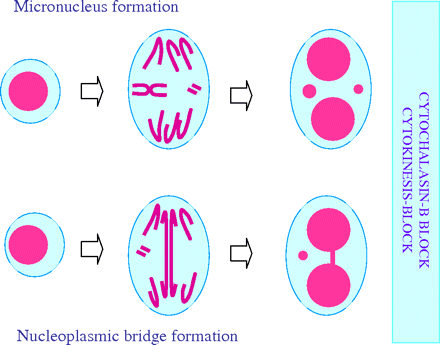 Micronucleus formation
CYTOCHALASIN-B BLOCK
CYTOKINESIS-BLOCK
Nucleoplasmic bridge formation